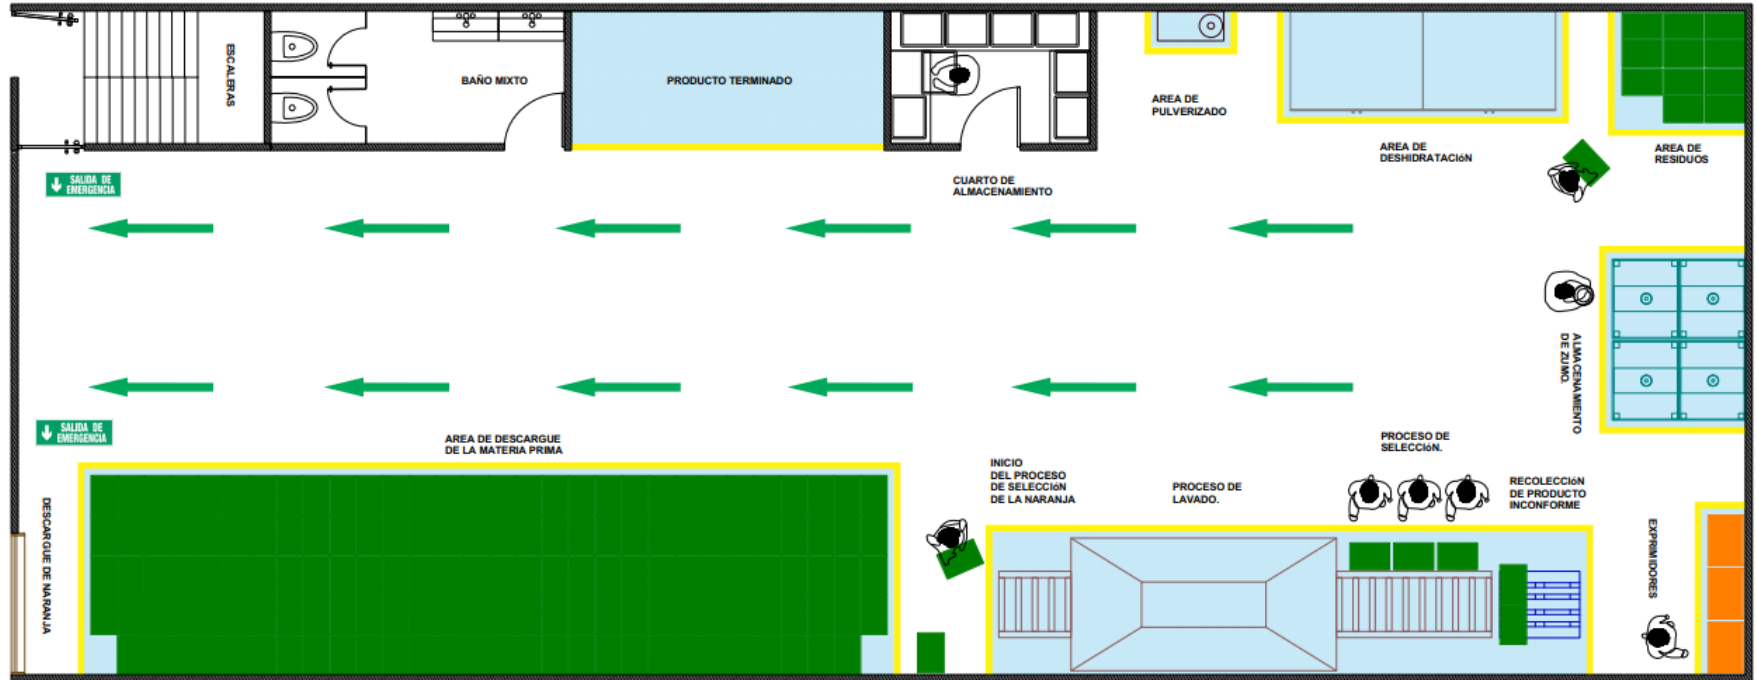 ESCALERAS
BAÑO MIXTO
PRODUCTO TERMINADO
AREA DE
PULVERIZADO
AREA DE
DESHIDRATACIóN
AREA DE
RESIDUOS
CUARTO DE
ALMACENAMIENTO
SALIDA DE
EMERGENCIA
ALMACENAMIENTO
DE ZUMO.
SALIDA DE
EMERGENCIA
AREA DE DESCARGUE
DE LA MATERIA PRIMA
INICIO
DEL PROCESO
DE SELECCIóN
DE LA NARANJA
PROCESO DE
LAVADO.
PROCESO DE
SELECCIóN.
RECOLECCIóN
DE PRODUCTO
INCONFORME
DESCARGUE DE NARANJA
EXPRIMIDORES